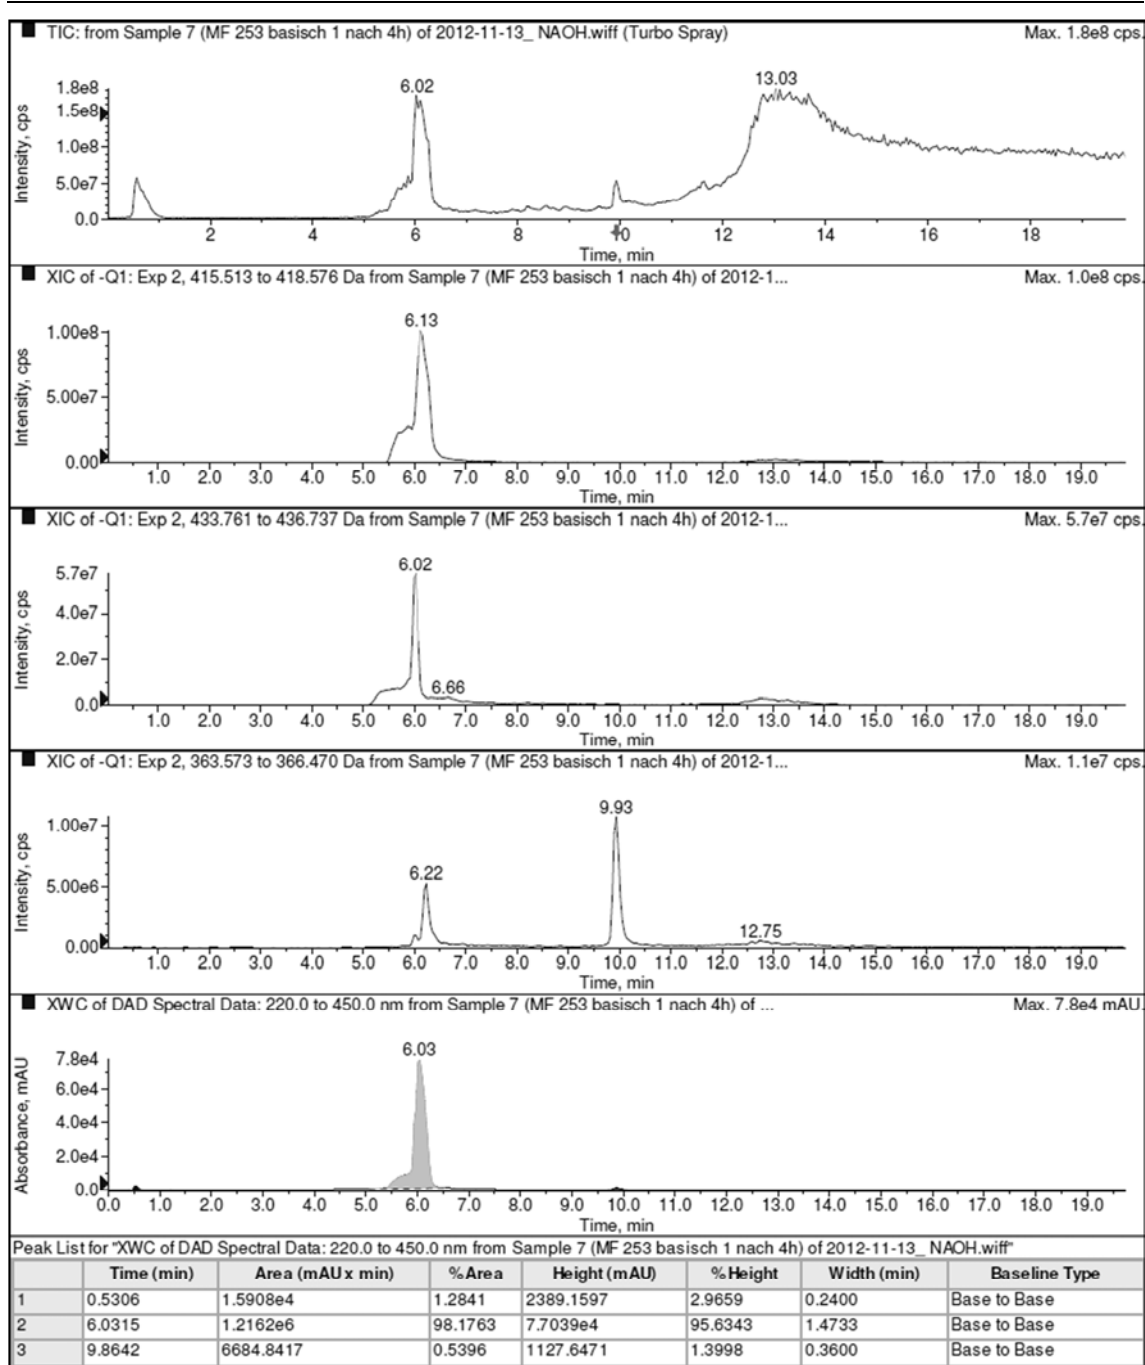 TIC: from Sample 7 (MF 253 basisch 1 nach 4h) of 2012-11-13_ NAOH.wiff (Turbo Spray) Max. 1.8e8 cps.
13.03
6.02
1.8e8
1.5e8
1.0e8
5.0e7
0.0
Intensity, cps
2 4 6 8 10 12 14 16 18
Time, min
XIC of -Q1: Exp 2, 415.513 to 418.576 Da from Sample 7 (MF 253 basisch 1 nach 4h) of 2012-1... Max. 1.0e8 cps.
6.13
1.00e8
5.00e7
0.00
Intensity, cps
1.0 2.0 3.0 4.0 5.0 6.0 7.0 8.0 9.0 10.0 11.0 12.0 13.0 14.0 15.0 16.0 17.0 18.0 19.0
Time, min
XIC of -Q1: Exp 2, 433.761 to 436.737 Da from Sample 7 (MF 253 basisch 1 nach 4h) of 2012-1... Max. 5.7e7 cps.
6.02
5.7e7
4.0e7
2.0e7
6.66
0.0
Intensity, cps
1.0 2.0 3.0 4.0 5.0 6.0 7.0 8.0 9.0 10.0 11.0 12.0 13.0 14.0 15.0 16.0 17.0 18.0 19.0
Time, min
XIC of -Q1: Exp 2, 363.573 to 366.470 Da from Sample 7 (MF 253 basisch 1 nach 4h) of 2012-1... Max. 1.1e7 cps.
9.93
1.00e7
6.22
5.00e6
12.75
0.00
Intensity, cps
1.0 2.0 3.0 4.0 5.0 6.0 7.0 8.0 9.0 10.0 11.0 12.0 13.0 14.0 15.0 16.0 17.0 18.0 19.0
Time, min
XWC of DAD Spectral Data: 220.0 to 450.0 nm from Sample 7 (MF 253 basisch 1 nach 4h) of ... Max. 7.8e4 mAU.
6.03
7.8e4
6.0e4
4.0e4
2.0e4
0.0
Absorbance, mAU
0.0 1.0 2.0 3.0 4.0 5.0 6.0 7.0 8.0 9.0 10.0 11.0 12.0 13.0 14.0 15.0 16.0 17.0 18.0 19.0
Time, min
Peak List for "XWC of DAD Spectral Data: 220.0 to 450.0 nm from Sample 7 (MF 253 basisch 1 nach 4h) of 2012-11-13_ NAOH.wiff"
Time (min) Area (mAU x min) %Area Height (mAU) %Height Width (min) Baseline Type
1 0.5306 1.5908e4 1.2841 2389.1597 2.9659 0.2400 Base to Base
2 6.0315 1.2162e6 98.1763 7.7039e4 95.6343 1.4733 Base to Base
3 9.8642 6684.8417 0.5396 1127.6471 1.3998 0.3600 Base to Base